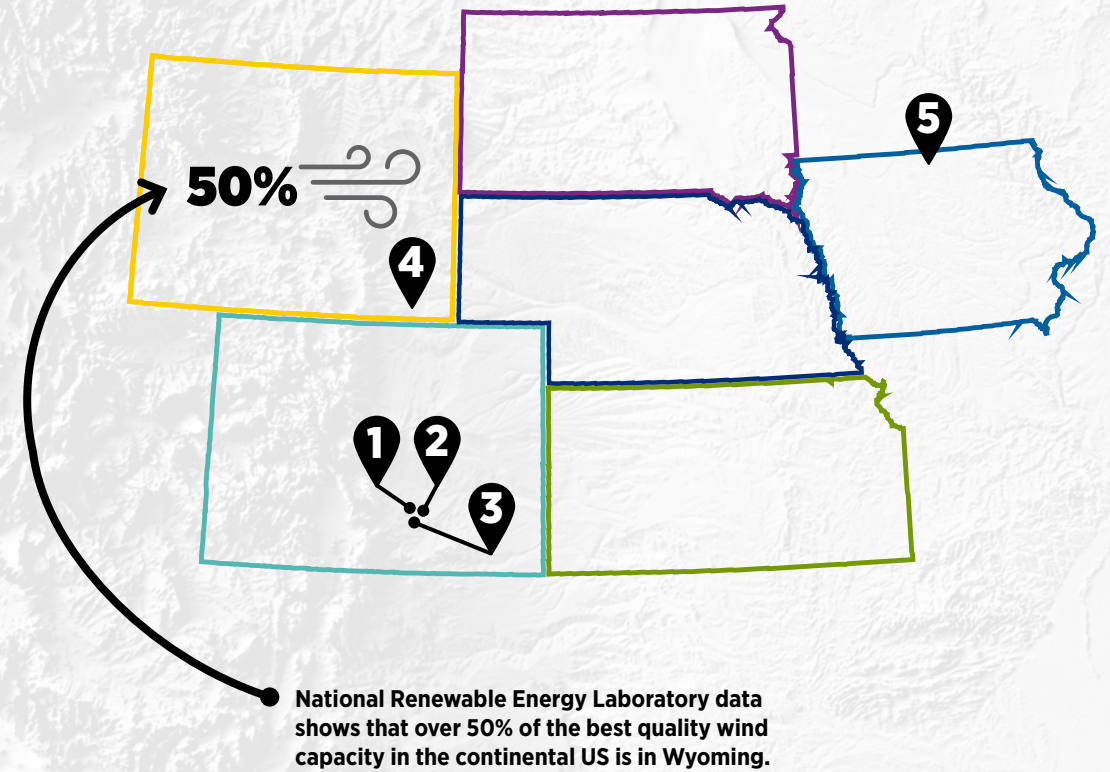 5
50%
4
1
2
3
National Renewable Energy Laboratory data
shows that over 50% of the best quality wind
capacity in the continental US is in Wyoming.